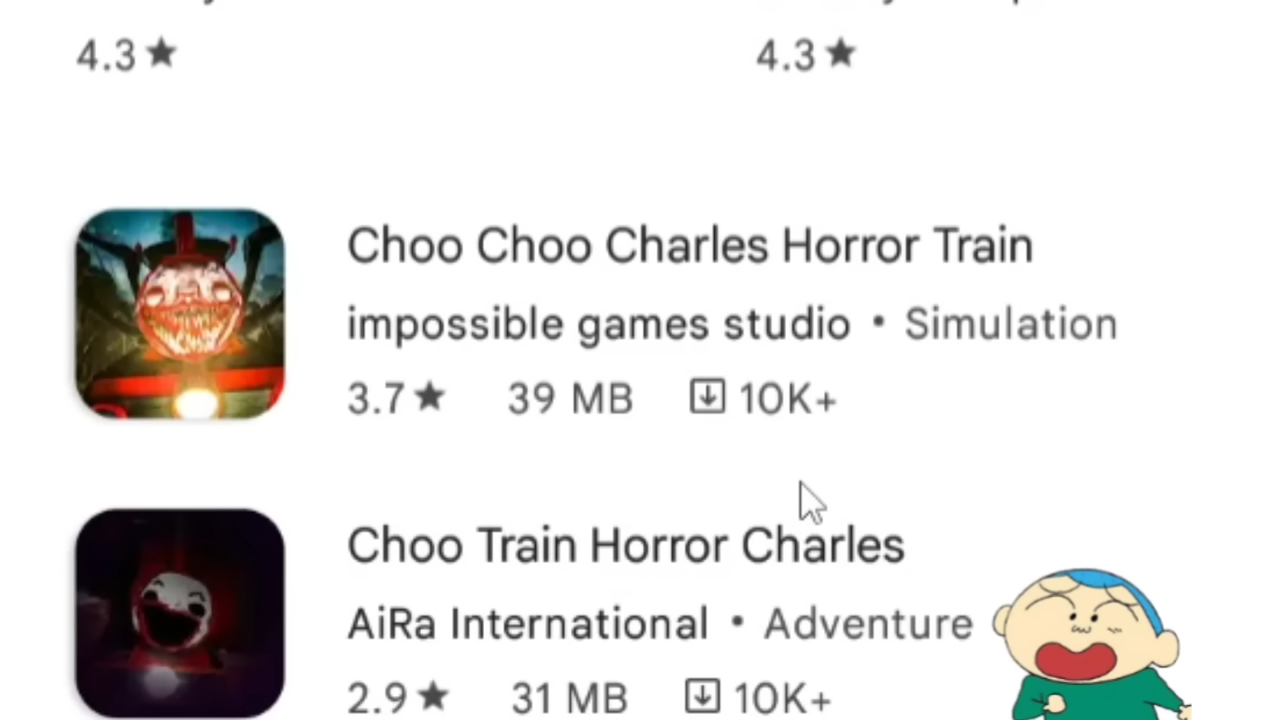 4.3★ 4.3★
Choo Choo Charles Horror Train
impossible games studio • Simulation
3.7★ 39 MB 10K+
Choo Train Horror Charles
AiRa International • Adventure
2.9★ 31 MB 10K+